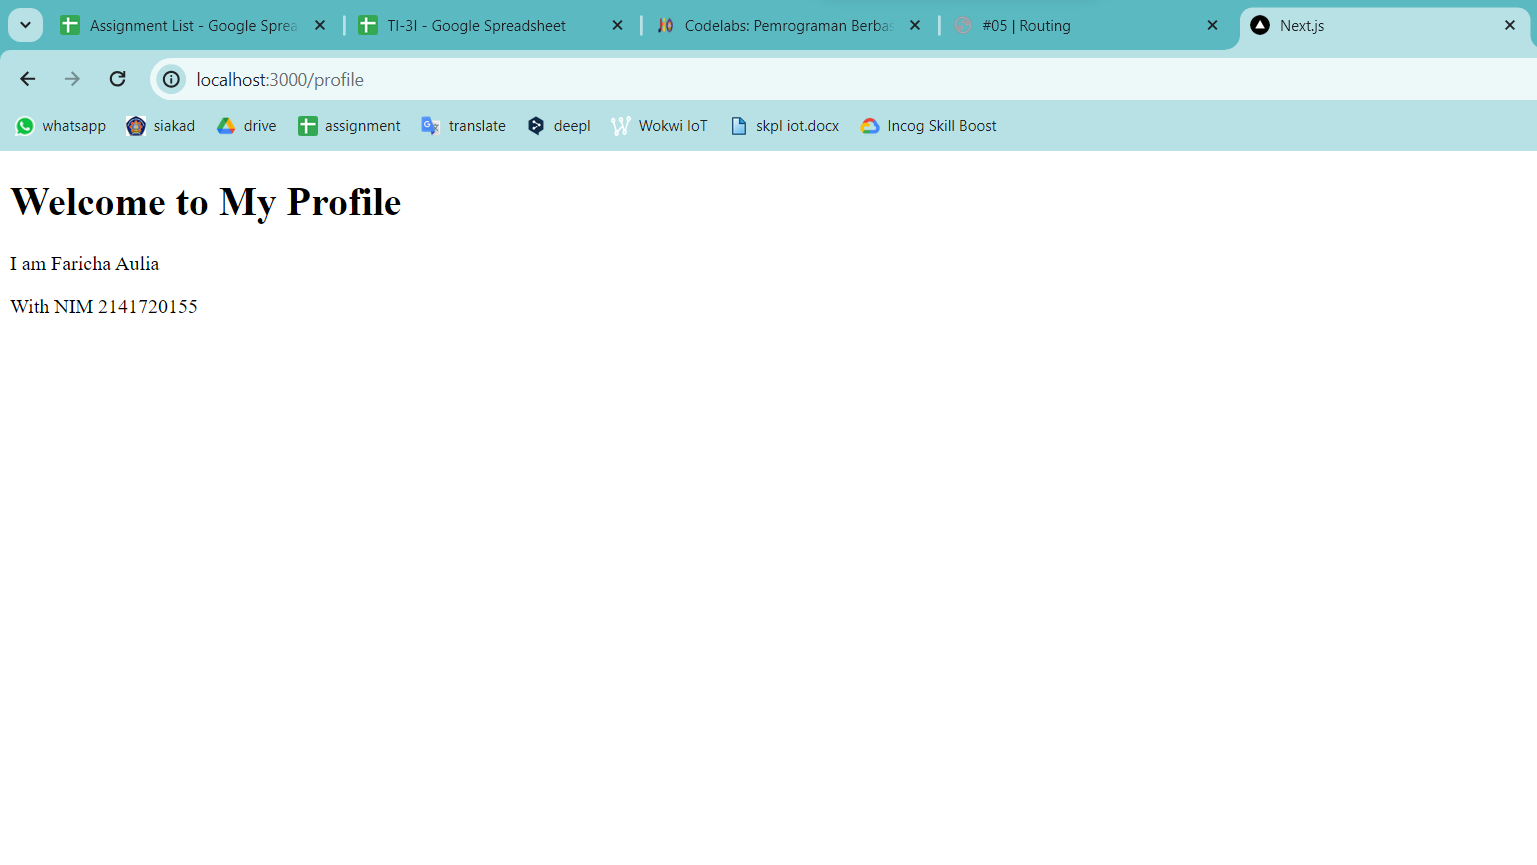 Assignment List - Google Sprea
TI-3I - Google Spreadsheet
Codelabs: Pemrograman Berbas
#05 | Routing
Next.js
localhost:3000/profile
whatsapp
siakad
drive
assignment
translate
deepl
Wokwi IoT
skpl iot.docx
Incog Skill Boost
Welcome to My Profile
I am Faricha Aulia
With NIM 2141720155